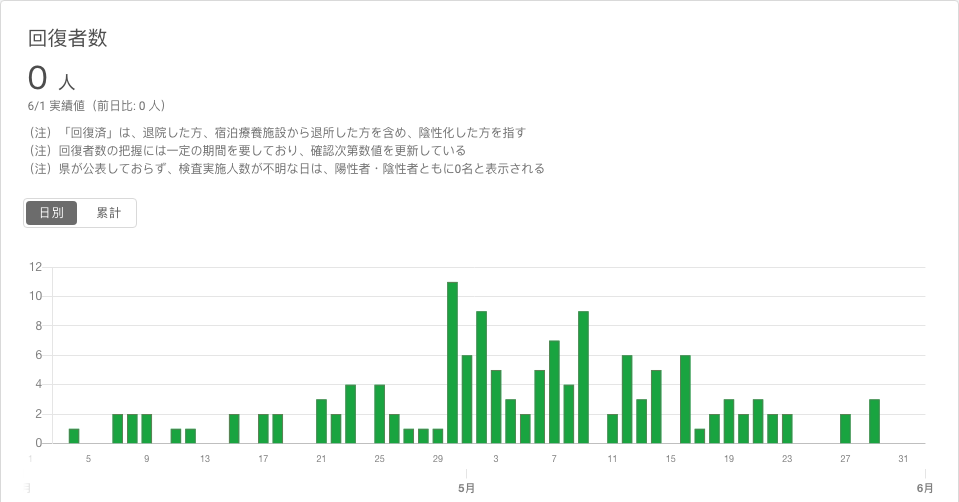 回復者数
0 人
6/1 実績値（前日比: 0 人）
（注）「回復済」は、退院した方、宿泊療養施設から退所した方を含め、陰性化した方を指す
（注）回復者数の把握には一定の期間を要しており、確認次第数値を更新している
（注）県が公表しておらず、検査実施人数が不明な日は、陽性者・陰性者ともに0名と表示される
日別 累計
12
10
8
6
4
2
0
1 5 9 13 17 21 25 29 3 7 11 15 19 23 27 31
5月 6月